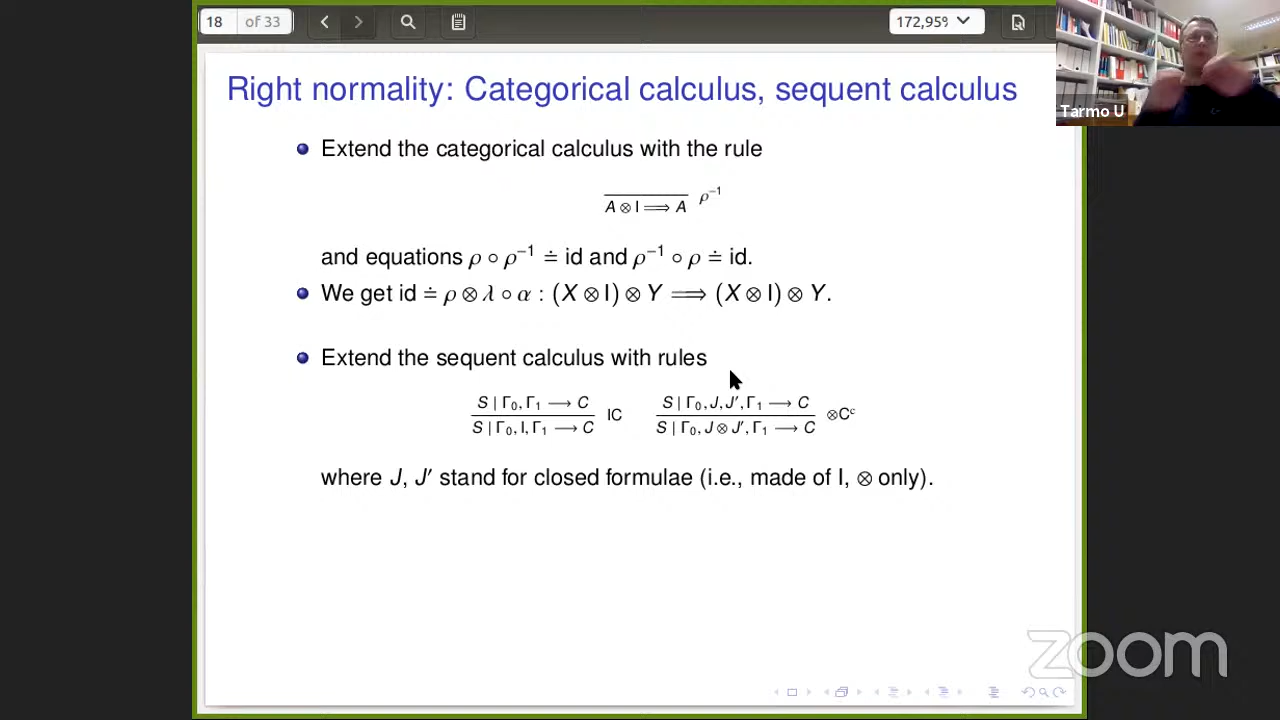 18 of 33 172,95%
Right normality: Categorical calculus, sequent calculus
Tarmo U
Extend the categorical calculus with the rule
A ⊗ I ⟹ A ρ⁻¹
and equations ρ ∘ ρ⁻¹ ≐ id and ρ⁻¹ ∘ ρ ≐ id.
We get id ≐ ρ ⊗ λ ∘ α : (X ⊗ I) ⊗ Y ⟹ (X ⊗ I) ⊗ Y.
Extend the sequent calculus with rules
S | Γ₀, Γ₁ ⟶ C S | Γ₀, J, J′, Γ₁ ⟶ C
IC ⊗Cᶜ
S | Γ₀, I, Γ₁ ⟶ C S | Γ₀, J ⊗ J′, Γ₁ ⟶ C
where J, J′ stand for closed formulae (i.e., made of I, ⊗ only).
zoom